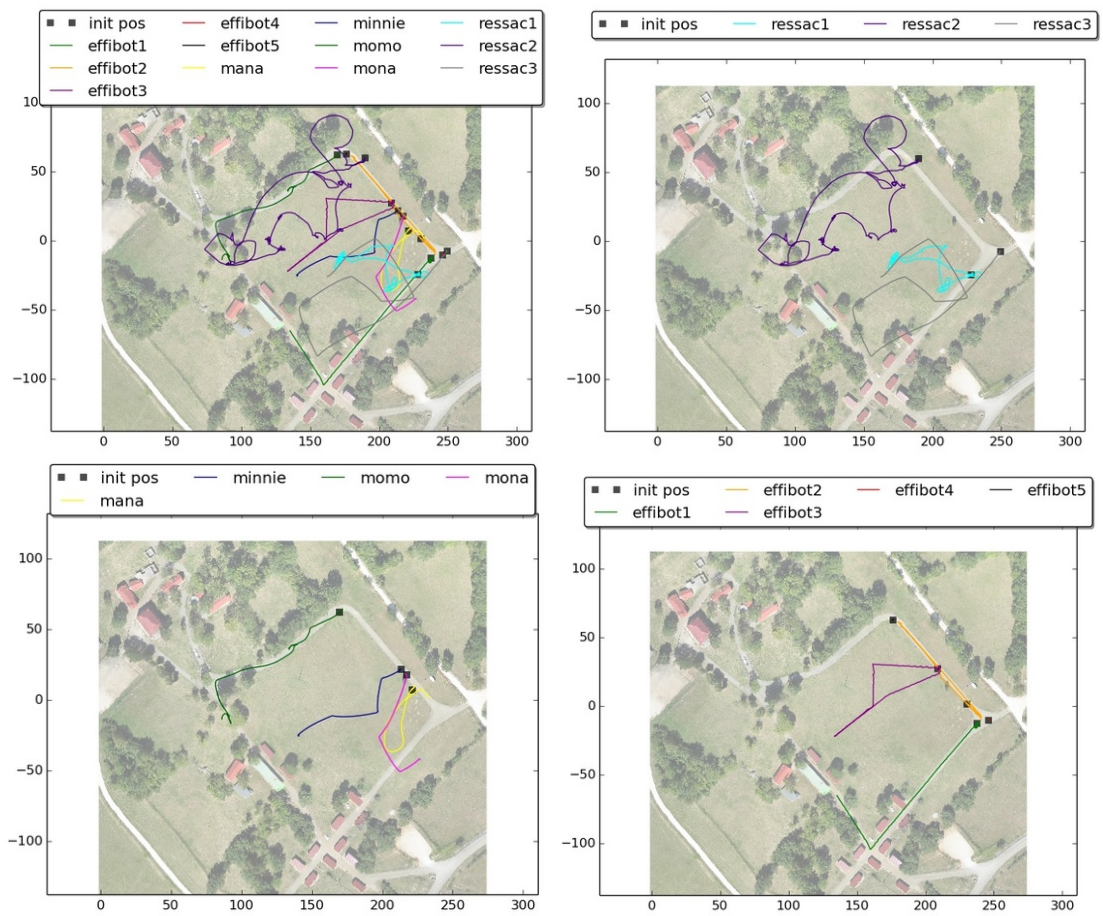 init pos effibot4 minnie ressac1
effibot1 effibot5 momo ressac2
effibot2 mana mona ressac3
effibot3
10
50
0
−50
−100
0 50 100 150 200 250 300
init pos ressac1 ressac2 ressac3
100
50
0
−50
−100
0 50 100 150 200 250 300
init pos minnie momo mona
mana
100
50
0
−50
−100
0 50 100 150 200 250 300
init pos effibot2 effibot4 effibot5
effibot1 effibot3
100
50
0
−50
−100
0 50 100 150 200 250 300